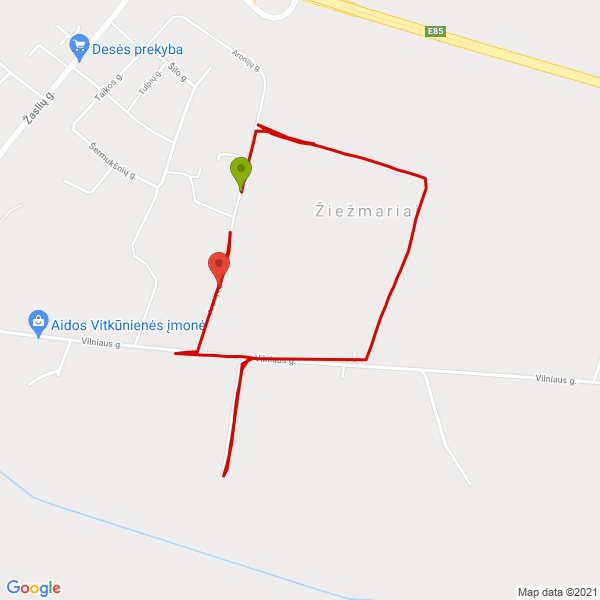 E85
Desės prekyba
Aronijų g.
Šilo g.
Tulpių g.
Taikos g.
Žaslių g.
Šermukšnių g.
Žiežmariai
Aidos Vitkūnienės įmonė
Vilniaus g.
Vilniaus g.
Vilniaus g.
Google
Map data ©2021